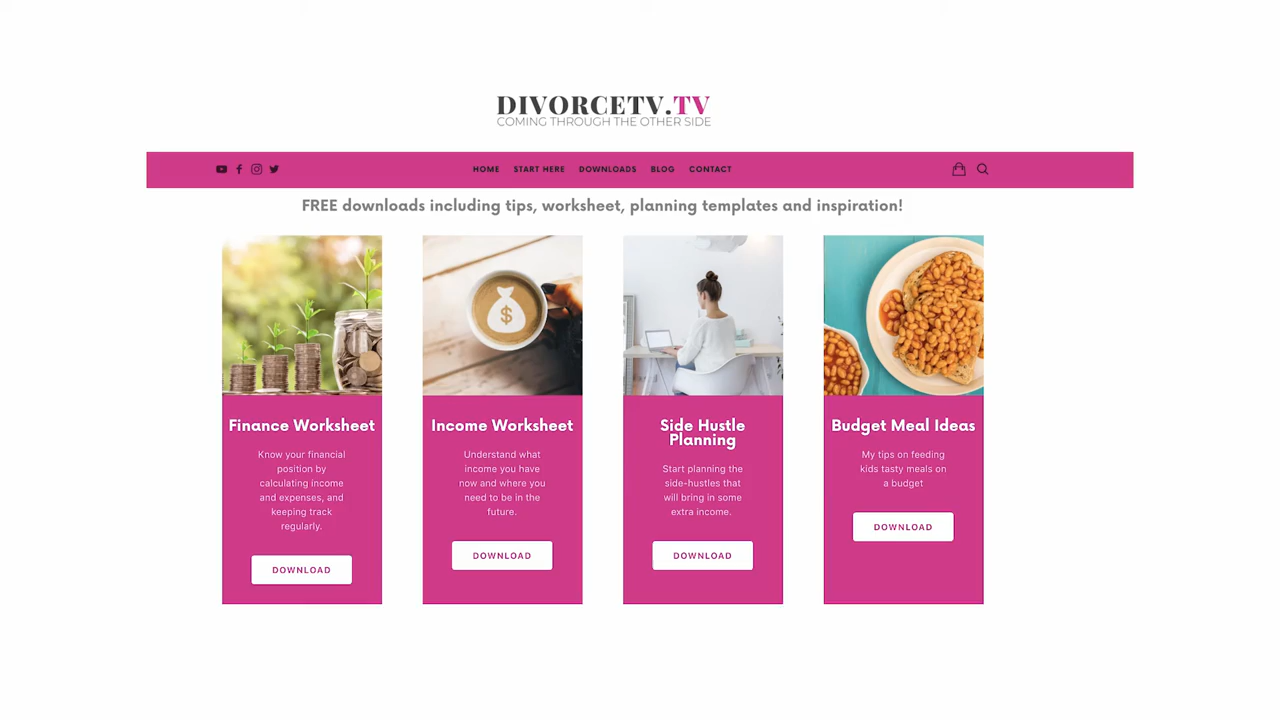 DIVORCETV.TV
COMING THROUGH THE OTHER SIDE
HOME START HERE DOWNLOADS BLOG CONTACT
FREE downloads including tips, worksheet, planning templates and inspiration!
$
Finance Worksheet
Know your financial
position by
calculating income
and expenses, and
keeping track
regularly.
DOWNLOAD
Income Worksheet
Understand what
income you have
now and where you
need to be in the
future.
DOWNLOAD
Side Hustle
Planning
Start planning the
side-hustles that
will bring in some
extra income.
DOWNLOAD
Budget Meal Ideas
My tips on feeding
kids tasty meals on
a budget
DOWNLOAD